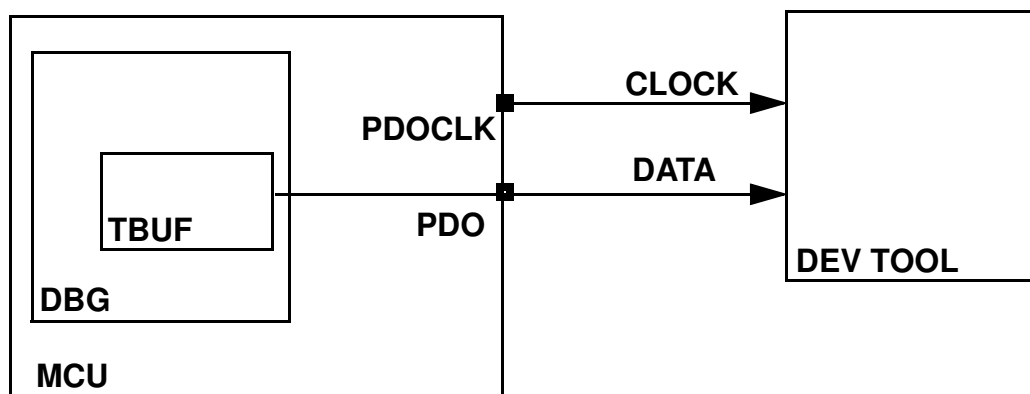 CLOCK
PDOCLK
DATA
TBUF
PDO
DEV TOOL
DBG
MCU